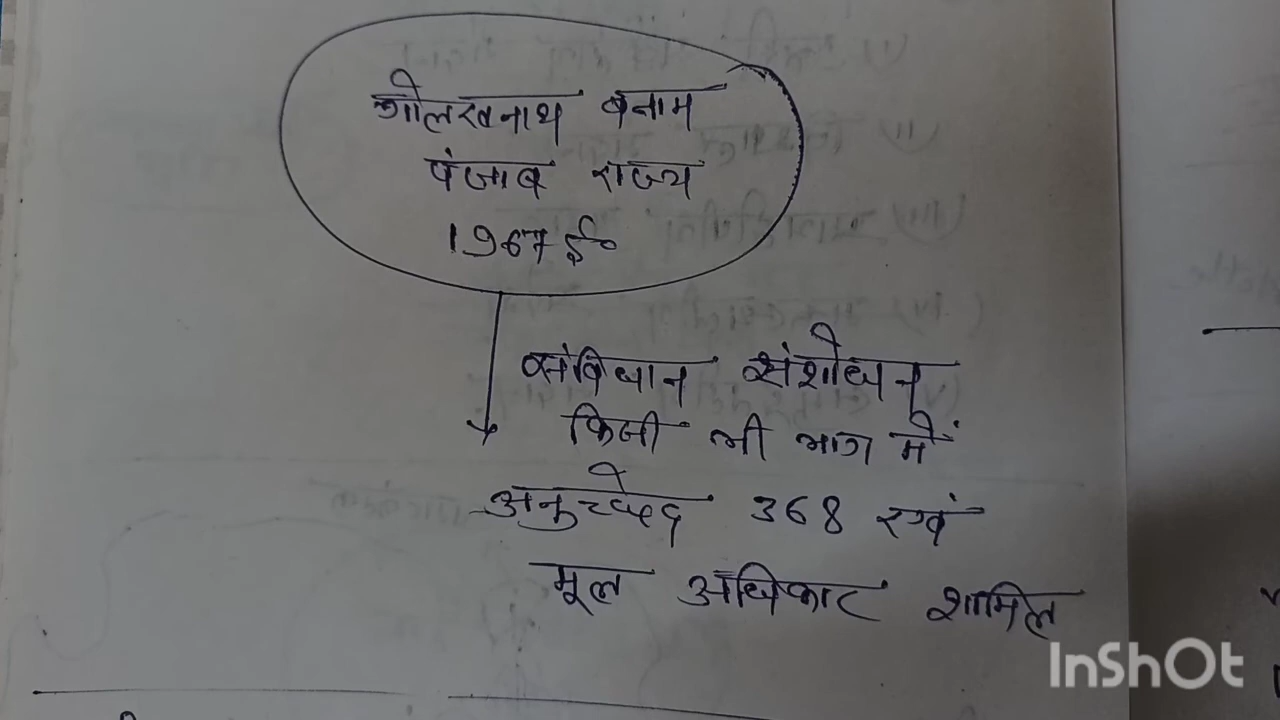 गोलखनाथ बनाम
पंजाब राज्य
1967 ई०
संविधान संशोधन
किसी भी भाग में
अनुच्छेद 368 एवं
मूल अधिकार शामिल
InShOt